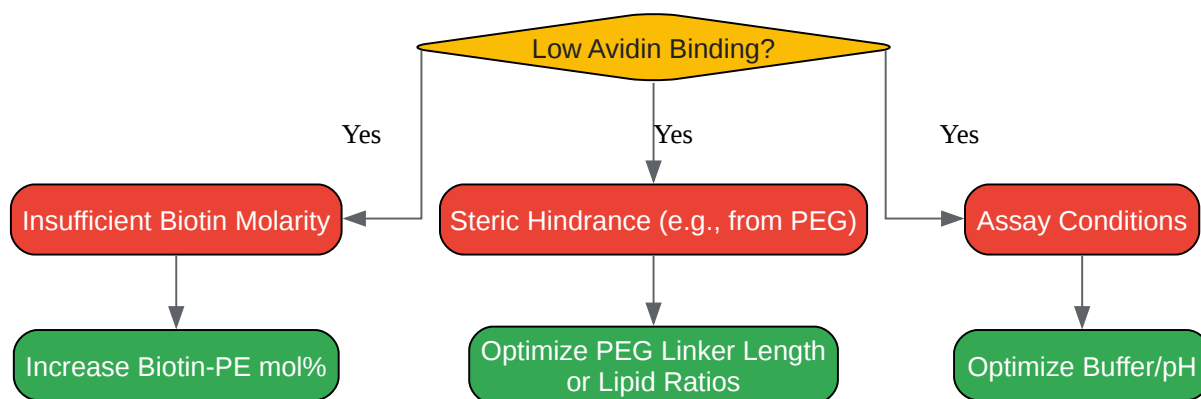 Low Avidin Binding?
Yes
Yes
Yes
Insufficient Biotin Molarity
Steric Hindrance (e.g., from PEG)
Assay Conditions
Increase Biotin-PE mol%
Optimize PEG Linker Length
or Lipid Ratios
Optimize Buffer/pH